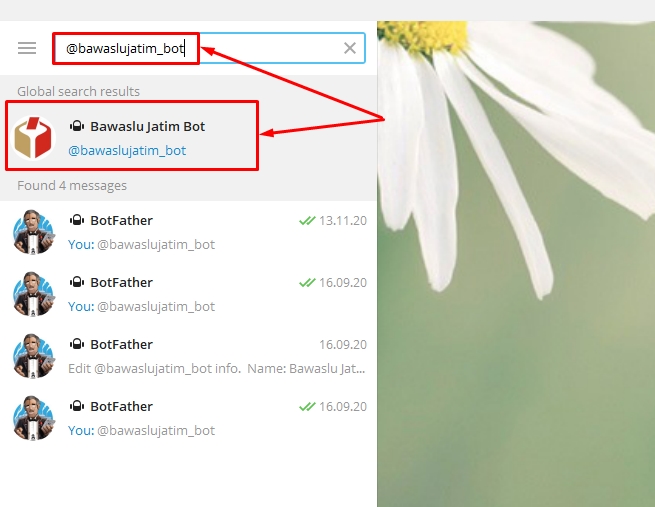 @bawaslujatim_bot
Global search results
Bawaslu Jatim Bot
@bawaslujatim_bot
Found 4 messages
BotFather 13.11.20
You: @bawaslujatim_bot
BotFather 16.09.20
You: @bawaslujatim_bot
BotFather 16.09.20
Edit @bawaslujatim_bot info. Name: Bawaslu Jat...
BotFather 16.09.20
You: @bawaslujatim_bot